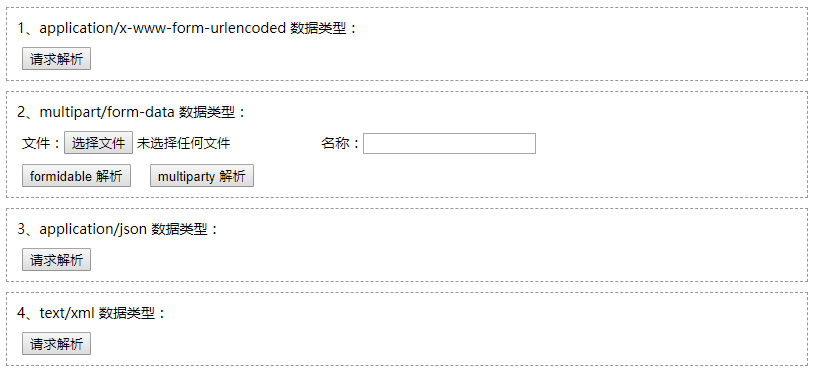 1、application/x-www-form-urlencoded 数据类型：
请求解析
2、multipart/form-data 数据类型：
文件：选择文件 未选择任何文件 名称：
formidable 解析 multiparty 解析
3、application/json 数据类型：
请求解析
4、text/xml 数据类型：
请求解析